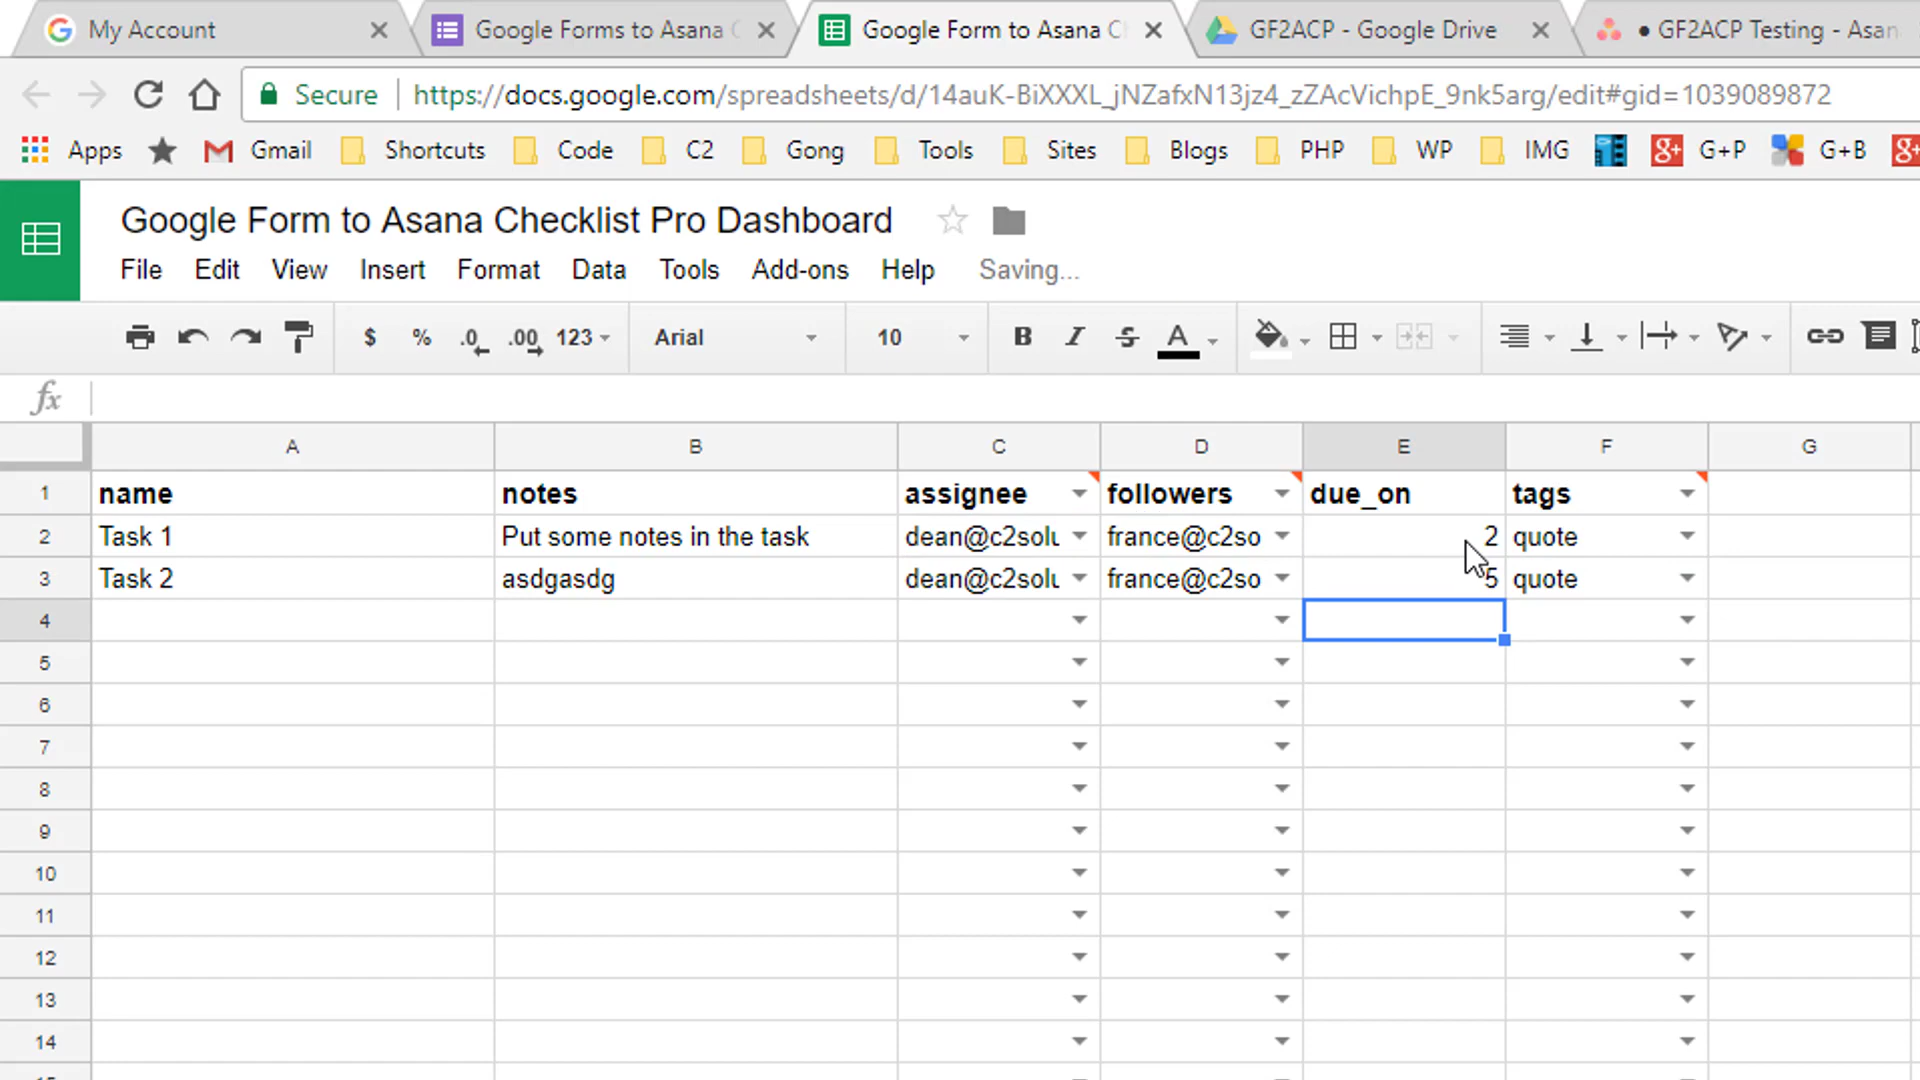 My Account
Google Forms to Asana C
Google Form to Asana C
GF2ACP - Google Drive
● GF2ACP Testing - Asan
Secure
https://docs.google.com/spreadsheets/d/14auK-BiXXXL_jNZafxN13jz4_zZAcVichpE_9nk5arg/edit#gid=1039089872
Apps Gmail Shortcuts Code C2 Gong Tools Sites Blogs PHP WP IMG G+P G+B
Google Form to Asana Checklist Pro Dashboard
File Edit View Insert Format Data Tools Add-ons Help Saving...
$ % .0 .00 123 Arial 10 B I S A
fx
A B C D E F G
1 name notes assignee followers due_on tags
2 Task 1 Put some notes in the task dean@c2solu france@c2so 2 quote
3 Task 2 asdgasdg dean@c2solu france@c2so 5 quote
4
5
6
7
8
9
10
11
12
13
14